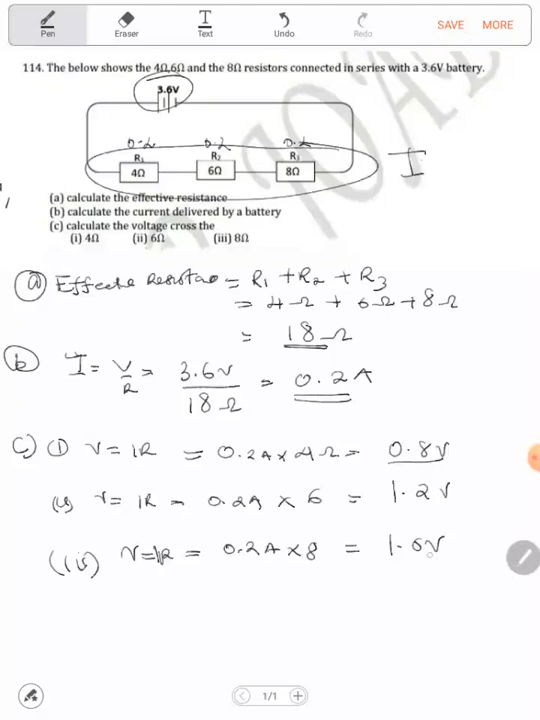 Pen
Eraser
Text
Undo
Redo
SAVE
MORE
114. The below shows the 4Ω,6Ω and the 8Ω resistors connected in series with a 3.6V battery.
3.6V
0.2 0.2 0.2
R₁ R₂ R₃
4Ω 6Ω 8Ω
I
(a) calculate the effective resistance
(b) calculate the current delivered by a battery
(c) calculate the voltage cross the
(i) 4Ω (ii) 6Ω (iii) 8Ω
(a) Effective Resistance = R₁ + R₂ + R₃
= 4Ω + 6Ω + 8Ω
= 18Ω
(b) I = V/R = 3.6V/18Ω = 0.2A
C) (i) V = IR = 0.2A × 4Ω = 0.8V
(ii) V = IR = 0.2A × 6 = 1.2V
(iii) V = IR = 0.2A × 8 = 1.6V
1/1